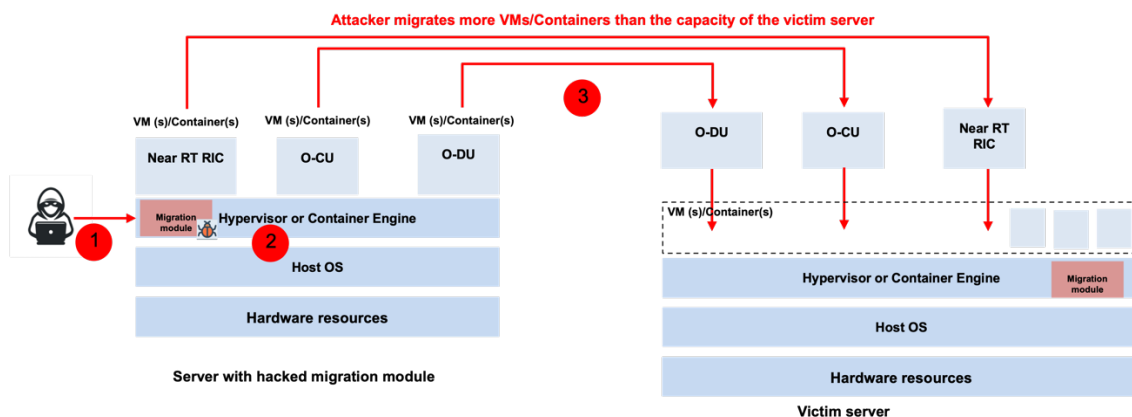 Attacker migrates more VMs/Containers than the capacity of the victim server
3
VM (s)/Container(s)
VM (s)/Container(s)
VM (s)/Container(s)
Near RT RIC
O-CU
O-DU
O-DU
O-CU
Near RT
RIC
1
Migration
module
Hypervisor or Container Engine
2
Host OS
Hardware resources
Server with hacked migration module
VM (s)/Container(s)
Hypervisor or Container Engine
Migration
module
Host OS
Hardware resources
Victim server